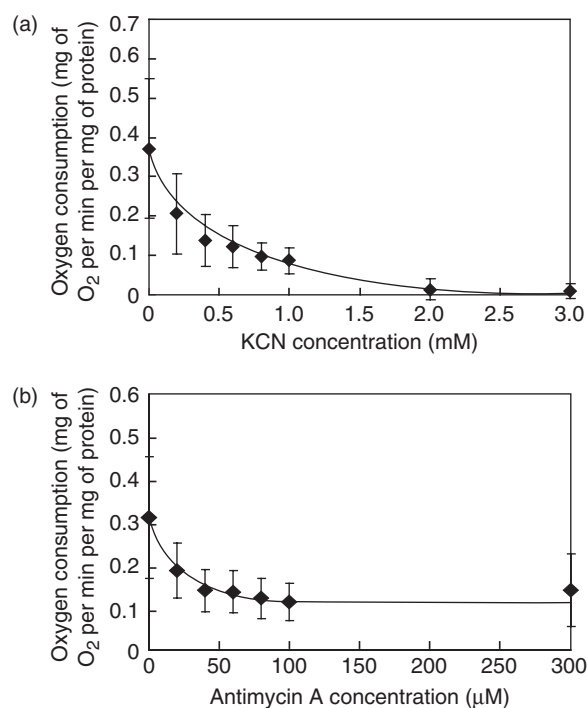 (a)
Oxygen consumption (mg of
O2 per min per mg of protein)
0.7
0.6
0.5
0.4
0.3
0.2
0.1
0
0 0.5 1.0 1.5 2.0 2.5 3.0
KCN concentration (mM)
(b)
Oxygen consumption (mg of
O2 per min per mg of protein)
0.6
0.5
0.4
0.3
0.2
0.1
0
0 50 100 150 200 250 300
Antimycin A concentration (μM)